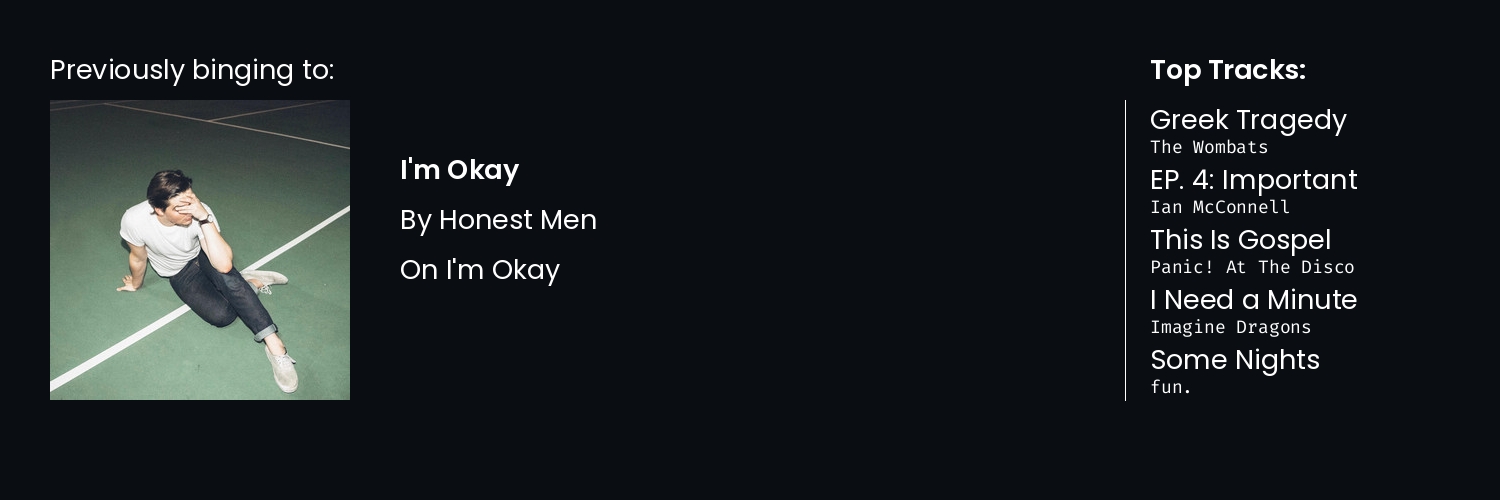 Previously binging to:
I'm Okay
By Honest Men
On I'm Okay
Top Tracks:
Greek Tragedy
The Wombats
EP. 4: Important
Ian McConnell
This Is Gospel
Panic! At The Disco
I Need a Minute
Imagine Dragons
Some Nights
fun.